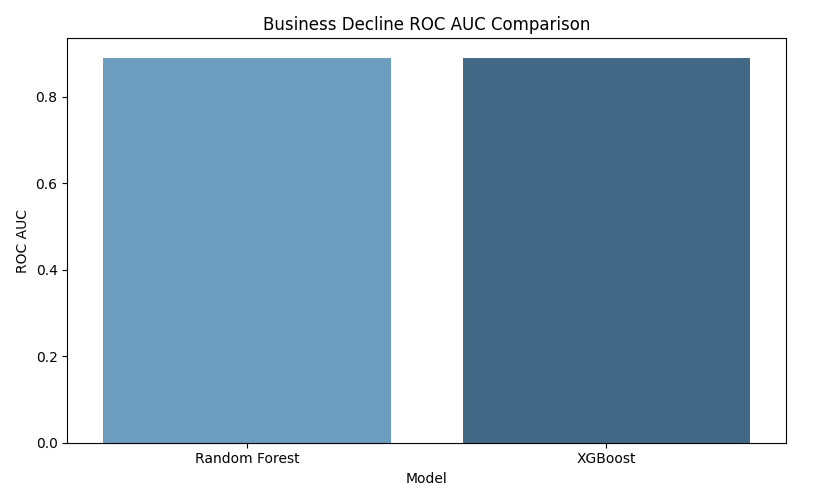 Business Decline ROC AUC Comparison
ROC AUC
0.8
0.6
0.4
0.2
0.0
Random Forest
XGBoost
Model